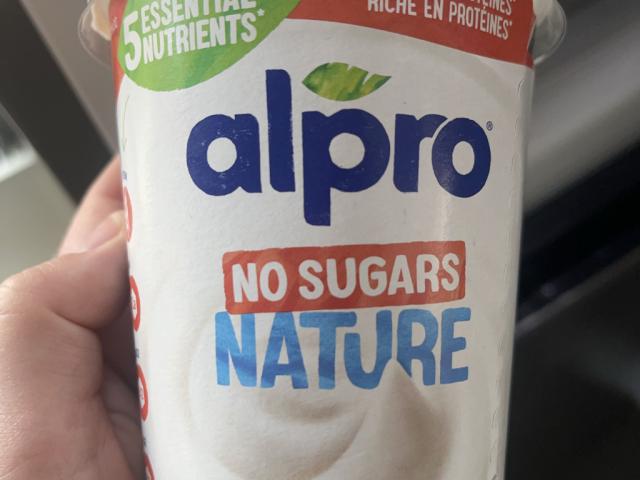 5 ESSENTIAL
NUTRIENTS*
RICHE EN PROTÉINES*
alpro®
NO SUGARS
NATURE